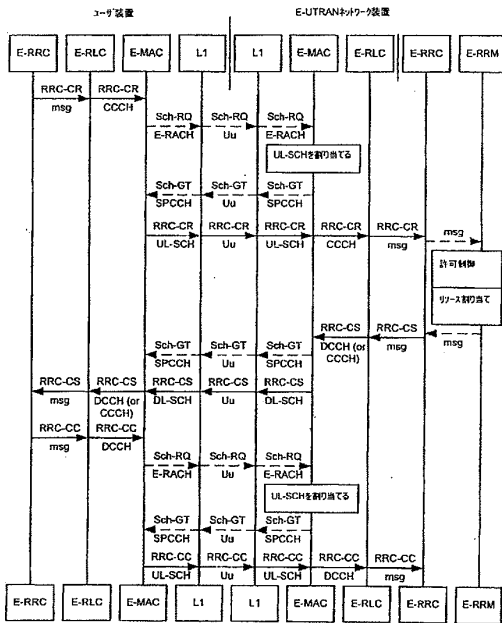 ユーザ装置 E-UTRANネットワーク装置
E-RRC E-RLC E-MAC L1 L1 E-MAC E-RLC E-RRC E-RRM
RRC-CR RRC-CR
msg CCCH
Sch-RQ Sch-RQ Sch-RQ
E-RACH Uu E-RACH
UL-SCHを割り当てる
Sch-GT Sch-GT Sch-GT
SPCCH Uu SPCCH
RRC-CR RRC-CR RRC-CR RRC-CR RRC-CR msg
UL-SCH Uu UL-SCH CCCH msg
許可制御
リソース割り当て
RRC-CS RRC-CS
DCCH (or CCCH) msg msg
Sch-GT Sch-GT Sch-GT
SPCCH Uu SPCCH
RRC-CS RRC-CS RRC-CS RRC-CS RRC-CS
msg DCCH (or CCCH) DL-SCH Uu DL-SCH
RRC-CC RRC-CC
msg DCCH
Sch-RQ Sch-RQ Sch-RQ
E-RACH Uu E-RACH
UL-SCHを割り当てる
Sch-GT Sch-GT Sch-GT
SPCCH Uu SPCCH
RRC-CC RRC-CC RRC-CC RRC-CC RRC-CC
UL-SCH Uu UL-SCH DCCH msg
E-RRC E-RLC E-MAC L1 L1 E-MAC E-RLC E-RRC E-RRM